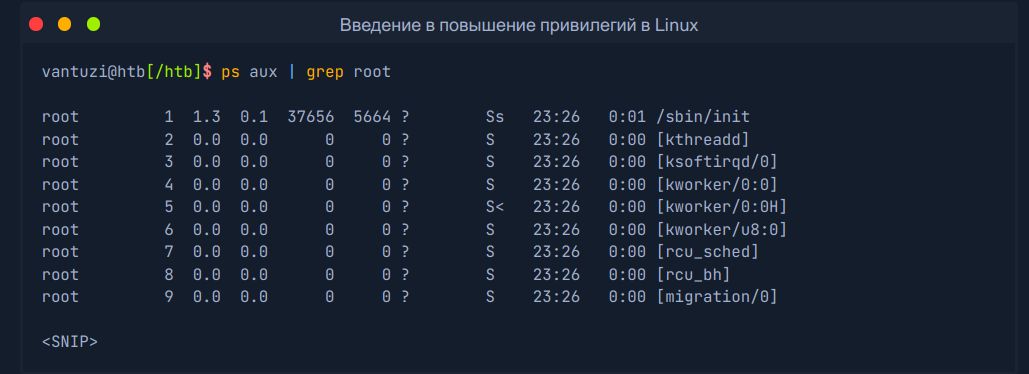 Введение в повышение привилегий в Linux
vantuzi@htb[/htb]$ ps aux | grep root
root         1  1.3  0.1  37656  5664 ?        Ss   23:26   0:01 /sbin/init
root         2  0.0  0.0      0     0 ?        S    23:26   0:00 [kthreadd]
root         3  0.0  0.0      0     0 ?        S    23:26   0:00 [ksoftirqd/0]
root         4  0.0  0.0      0     0 ?        S    23:26   0:00 [kworker/0:0]
root         5  0.0  0.0      0     0 ?        S<   23:26   0:00 [kworker/0:0H]
root         6  0.0  0.0      0     0 ?        S    23:26   0:00 [kworker/u8:0]
root         7  0.0  0.0      0     0 ?        S    23:26   0:00 [rcu_sched]
root         8  0.0  0.0      0     0 ?        S    23:26   0:00 [rcu_bh]
root         9  0.0  0.0      0     0 ?        S    23:26   0:00 [migration/0]
<SNIP>